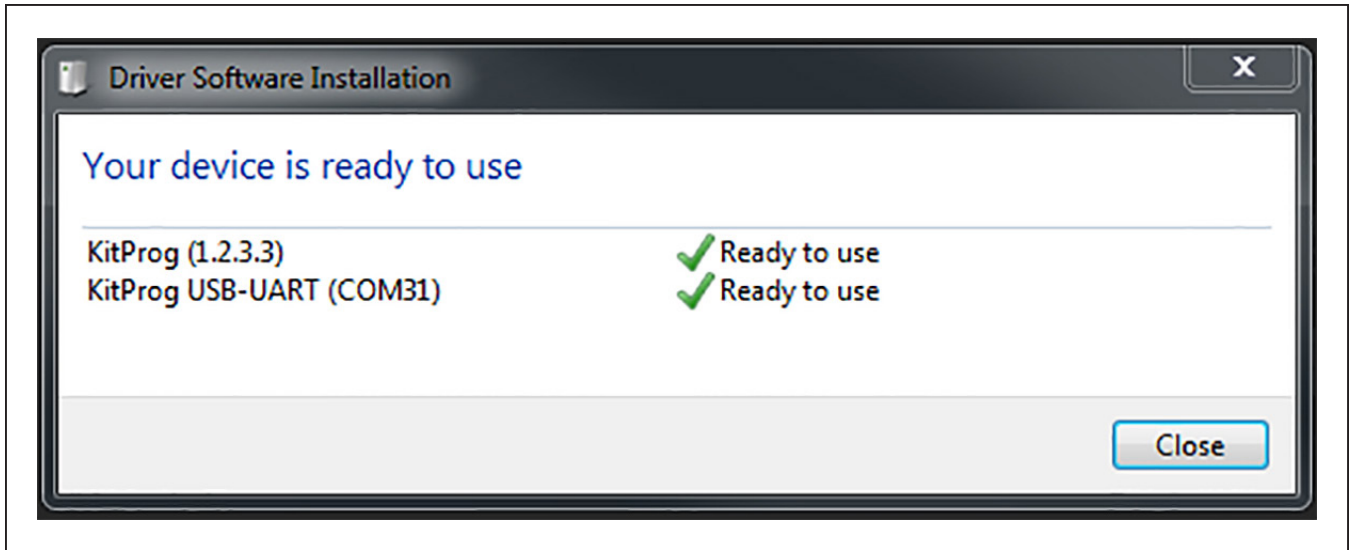 Driver Software Installation
Your device is ready to use
KitProg (1.2.3.3) Ready to use
KitProg USB-UART (COM31) Ready to use
Close